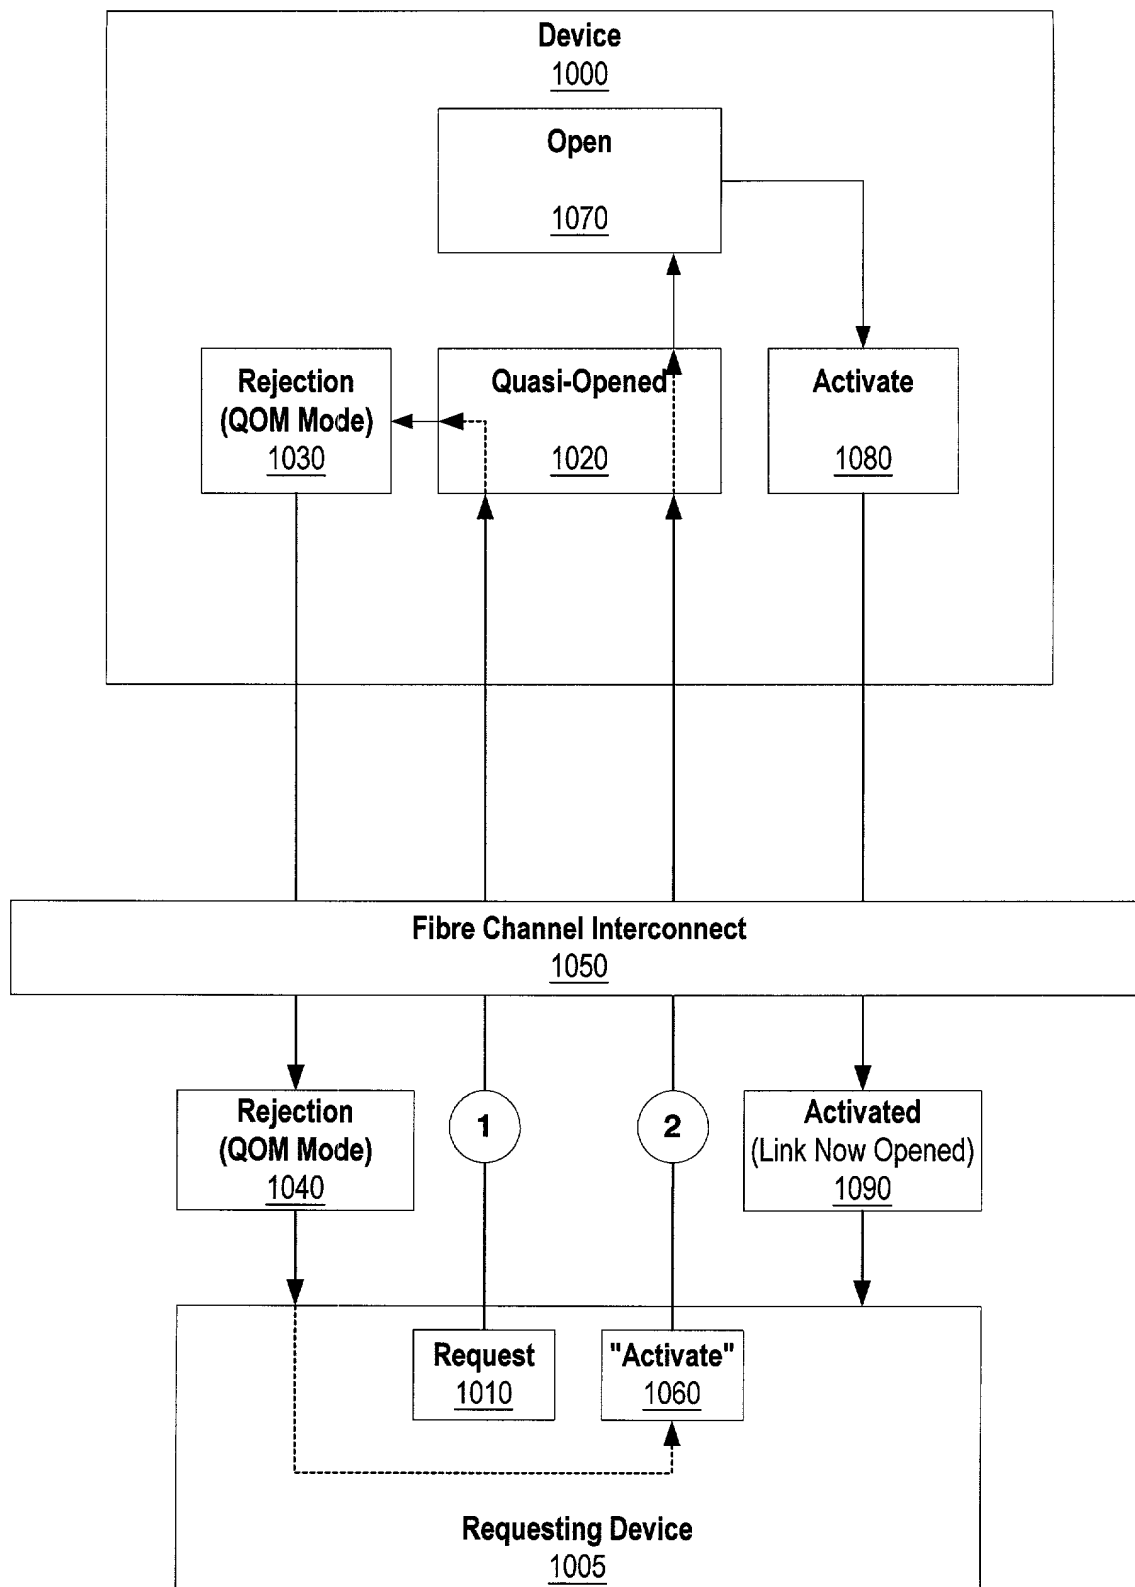 Device
1000
Open
1070
Rejection
(QOM Mode)
1030
Quasi-Opened
1020
Activate
1080
Fibre Channel Interconnect
1050
Rejection
(QOM Mode)
1040
1
2
Activated
(Link Now Opened)
1090
Request
1010
"Activate"
1060
Requesting Device
1005